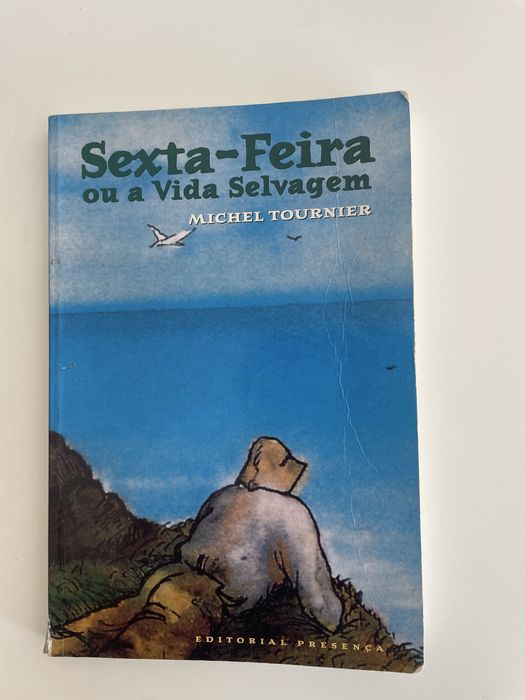 Sexta-Feira
ou a Vida Selvagem
MICHEL TOURNIER
EDITORIAL PRESENÇA